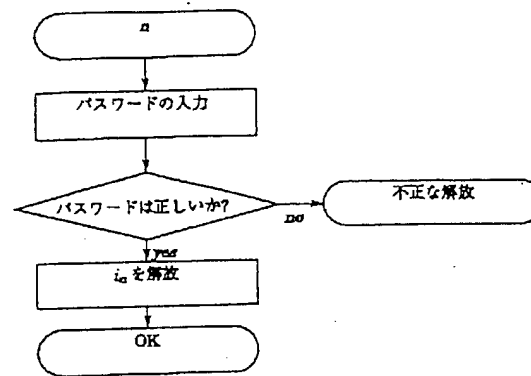 n
パスワードの入力
パスワードは正しいか?
no
不正な解放
yes
iₐを解放
OK